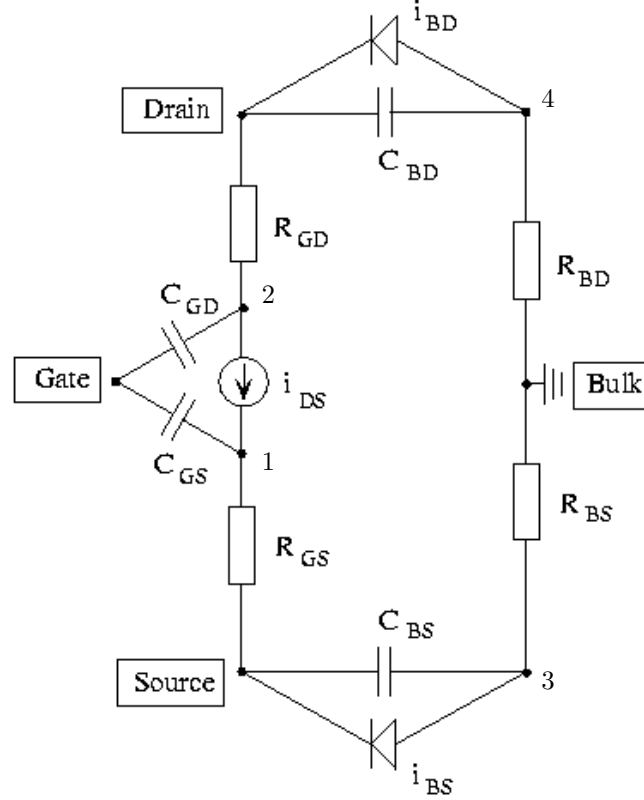 i BD
4
Drain
C BD
R GD
R BD
C GD
2
Gate
i DS
Bulk
C GS
1
R BS
R GS
C BS
Source
3
i BS